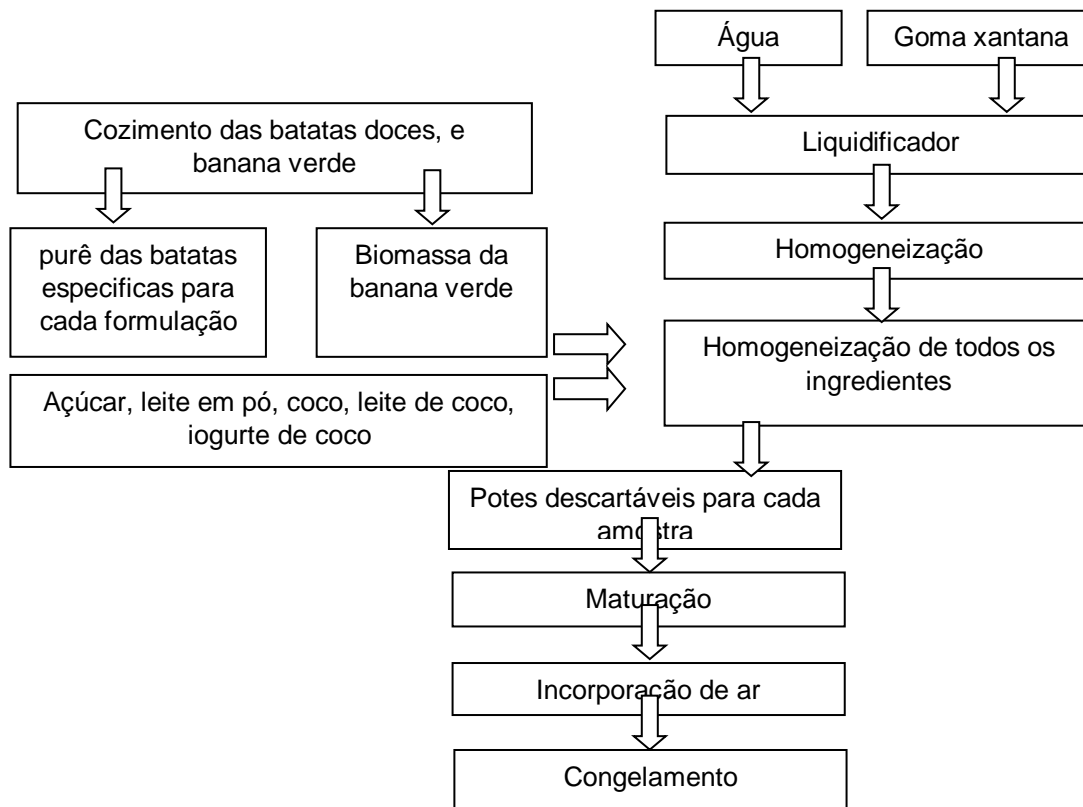 Água
Goma xantana
Cozimento das batatas doces, e
banana verde
Liquidificador
purê das batatas
especificas para
cada formulação
Biomassa da
banana verde
Homogeneização
Homogeneização de todos os
ingredientes
Açúcar, leite em pó, coco, leite de coco,
iogurte de coco
Potes descartáveis para cada
amostra
Maturação
Incorporação de ar
Congelamento